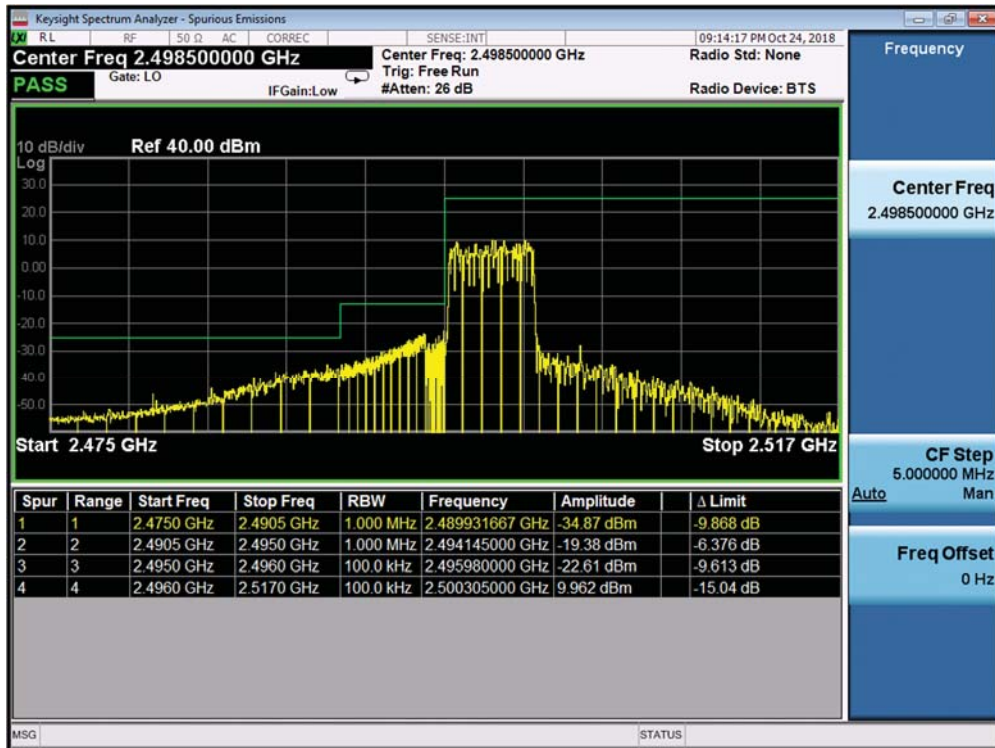 Keysight Spectrum Analyzer - Spurious Emissions
LXI RL RF 50 Ω AC CORREC SENSE:INT 09:14:17 PM Oct 24, 2018
Center Freq 2.498500000 GHz
Center Freq: 2.498500000 GHz
Radio Std: None
PASS
Gate: LO
Trig: Free Run
IFGain:Low
#Atten: 26 dB
Radio Device: BTS
10 dB/div Ref 40.00 dBm
Log
30.0
20.0
10.0
0.00
-10.0
-20.0
-30.0
-40.0
-50.0
Start 2.475 GHz Stop 2.517 GHz
Spur Range Start Freq Stop Freq RBW Frequency Amplitude Δ Limit
1 1 2.4750 GHz 2.4905 GHz 1.000 MHz 2.489931667 GHz -34.87 dBm -9.868 dB
2 2 2.4905 GHz 2.4950 GHz 1.000 MHz 2.494145000 GHz -19.38 dBm -6.376 dB
3 3 2.4950 GHz 2.4960 GHz 100.0 kHz 2.495980000 GHz -22.61 dBm -9.613 dB
4 4 2.4960 GHz 2.5170 GHz 100.0 kHz 2.500305000 GHz 9.962 dBm -15.04 dB
MSG STATUS
Frequency
Center Freq
2.498500000 GHz
CF Step
5.000000 MHz
Auto Man
Freq Offset
0 Hz